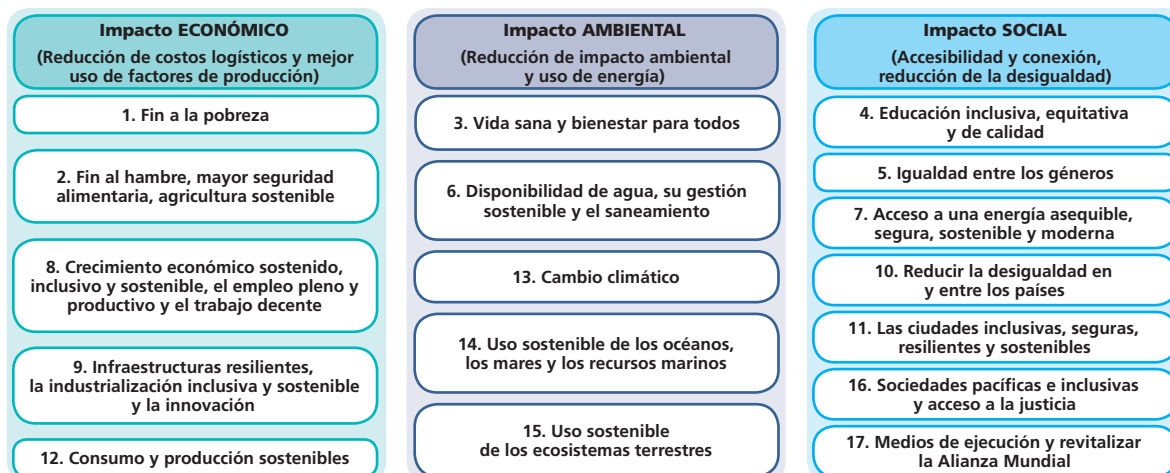 Impacto ECONÓMICO
(Reducción de costos logísticos y mejor
uso de factores de producción)
1. Fin a la pobreza
2. Fin al hambre, mayor seguridad
alimentaria, agricultura sostenible
8. Crecimiento económico sostenido,
inclusivo y sostenible, el empleo pleno y
productivo y el trabajo decente
9. Infraestructuras resilientes,
la industrialización inclusiva y sostenible
y la innovación
12. Consumo y producción sostenibles
Impacto AMBIENTAL
(Reducción de impacto ambiental
y uso de energía)
3. Vida sana y bienestar para todos
6. Disponibilidad de agua, su gestión
sostenible y el saneamiento
13. Cambio climático
14. Uso sostenible de los océanos,
los mares y los recursos marinos
15. Uso sostenible
de los ecosistemas terrestres
Impacto SOCIAL
(Accesibilidad y conexión,
reducción de la desigualdad)
4. Educación inclusiva, equitativa
y de calidad
5. Igualdad entre los géneros
7. Acceso a una energía asequible,
segura, sostenible y moderna
10. Reducir la desigualdad en
y entre los países
11. Las ciudades inclusivas, seguras,
resilientes y sostenibles
16. Sociedades pacíficas e inclusivas
y acceso a la justicia
17. Medios de ejecución y revitalizar
la Alianza Mundial